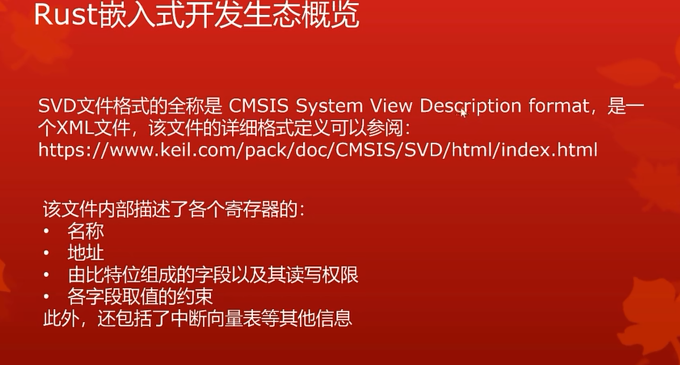 Rust嵌入式开发生态概览
SVD文件格式的全称是 CMSIS System View Description format，是一
个XML文件，该文件的详细格式定义可以参阅：
https://www.keil.com/pack/doc/CMSIS/SVD/html/index.html
该文件内部描述了各个寄存器的：
• 名称
• 地址
• 由比特位组成的字段以及其读写权限
• 各字段取值的约束
此外，还包括了中断向量表等其他信息